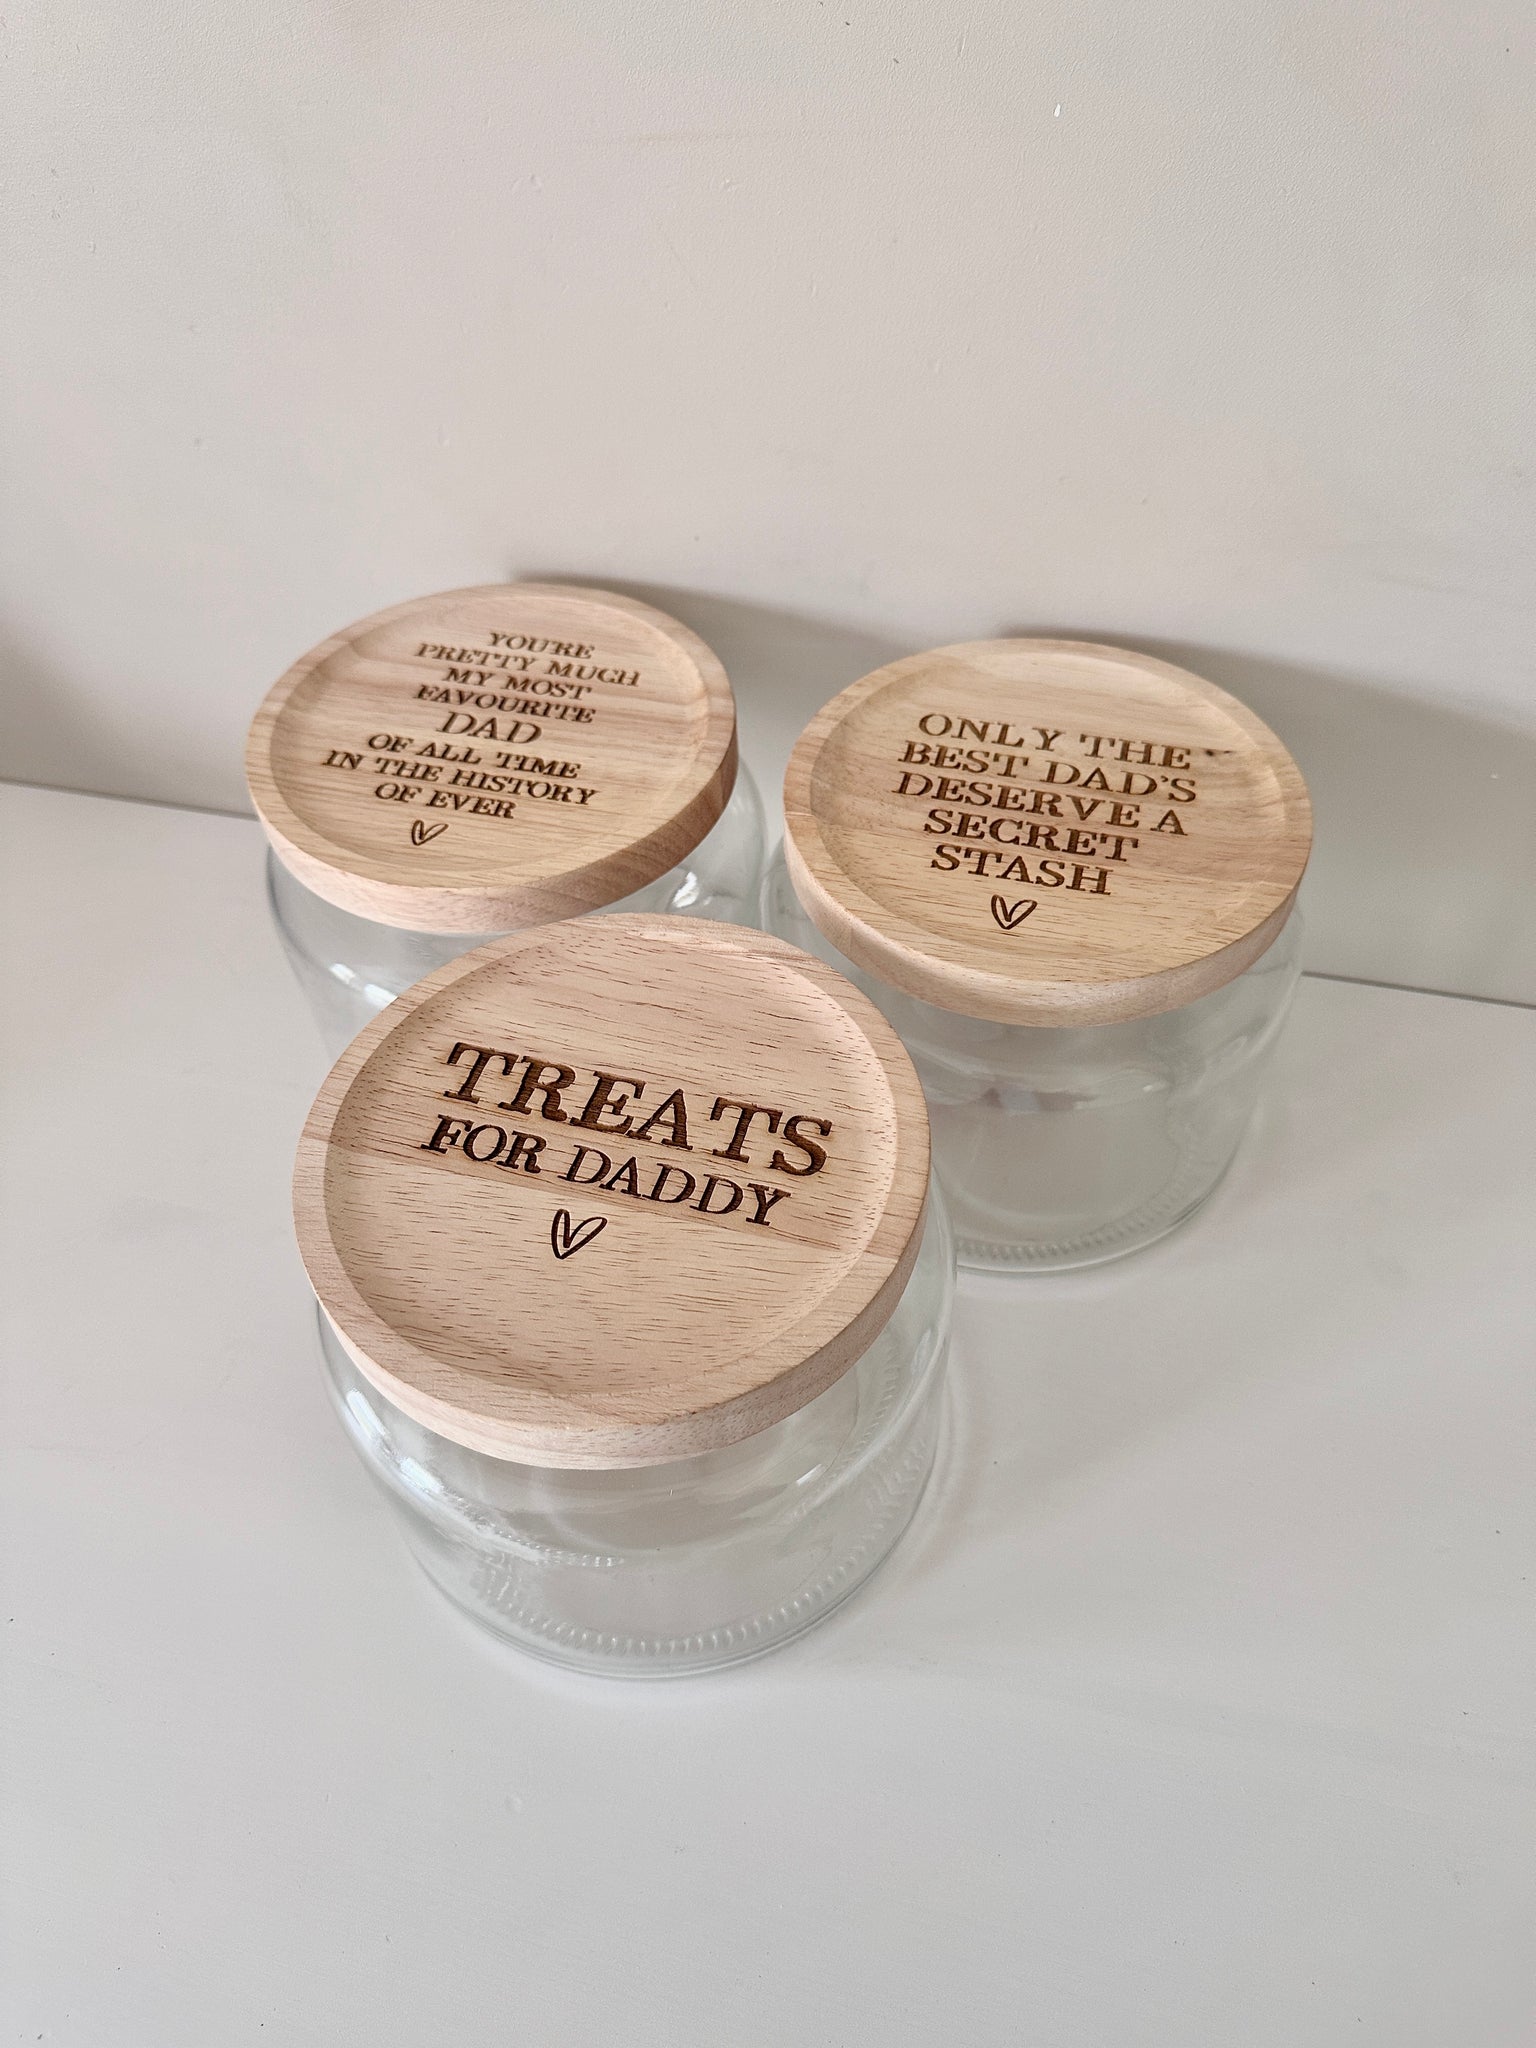 YOU'RE
PRETTY MUCH
MY MOST
FAVOURITE
DAD
OF ALL TIME
IN THE HISTORY
OF EVER
ONLY THE
BEST DAD'S
DESERVE A
SECRET
STASH
TREATS
FOR DADDY